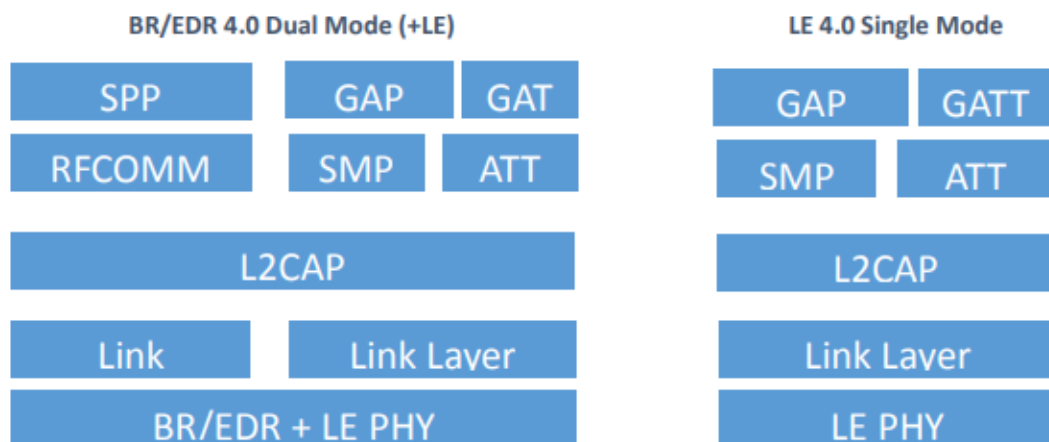 BR/EDR 4.0 Dual Mode (+LE)
SPP
GAP
GAT
RFCOMM
SMP
ATT
L2CAP
Link
Link Layer
BR/EDR + LE PHY
LE 4.0 Single Mode
GAP
GATT
SMP
ATT
L2CAP
Link Layer
LE PHY